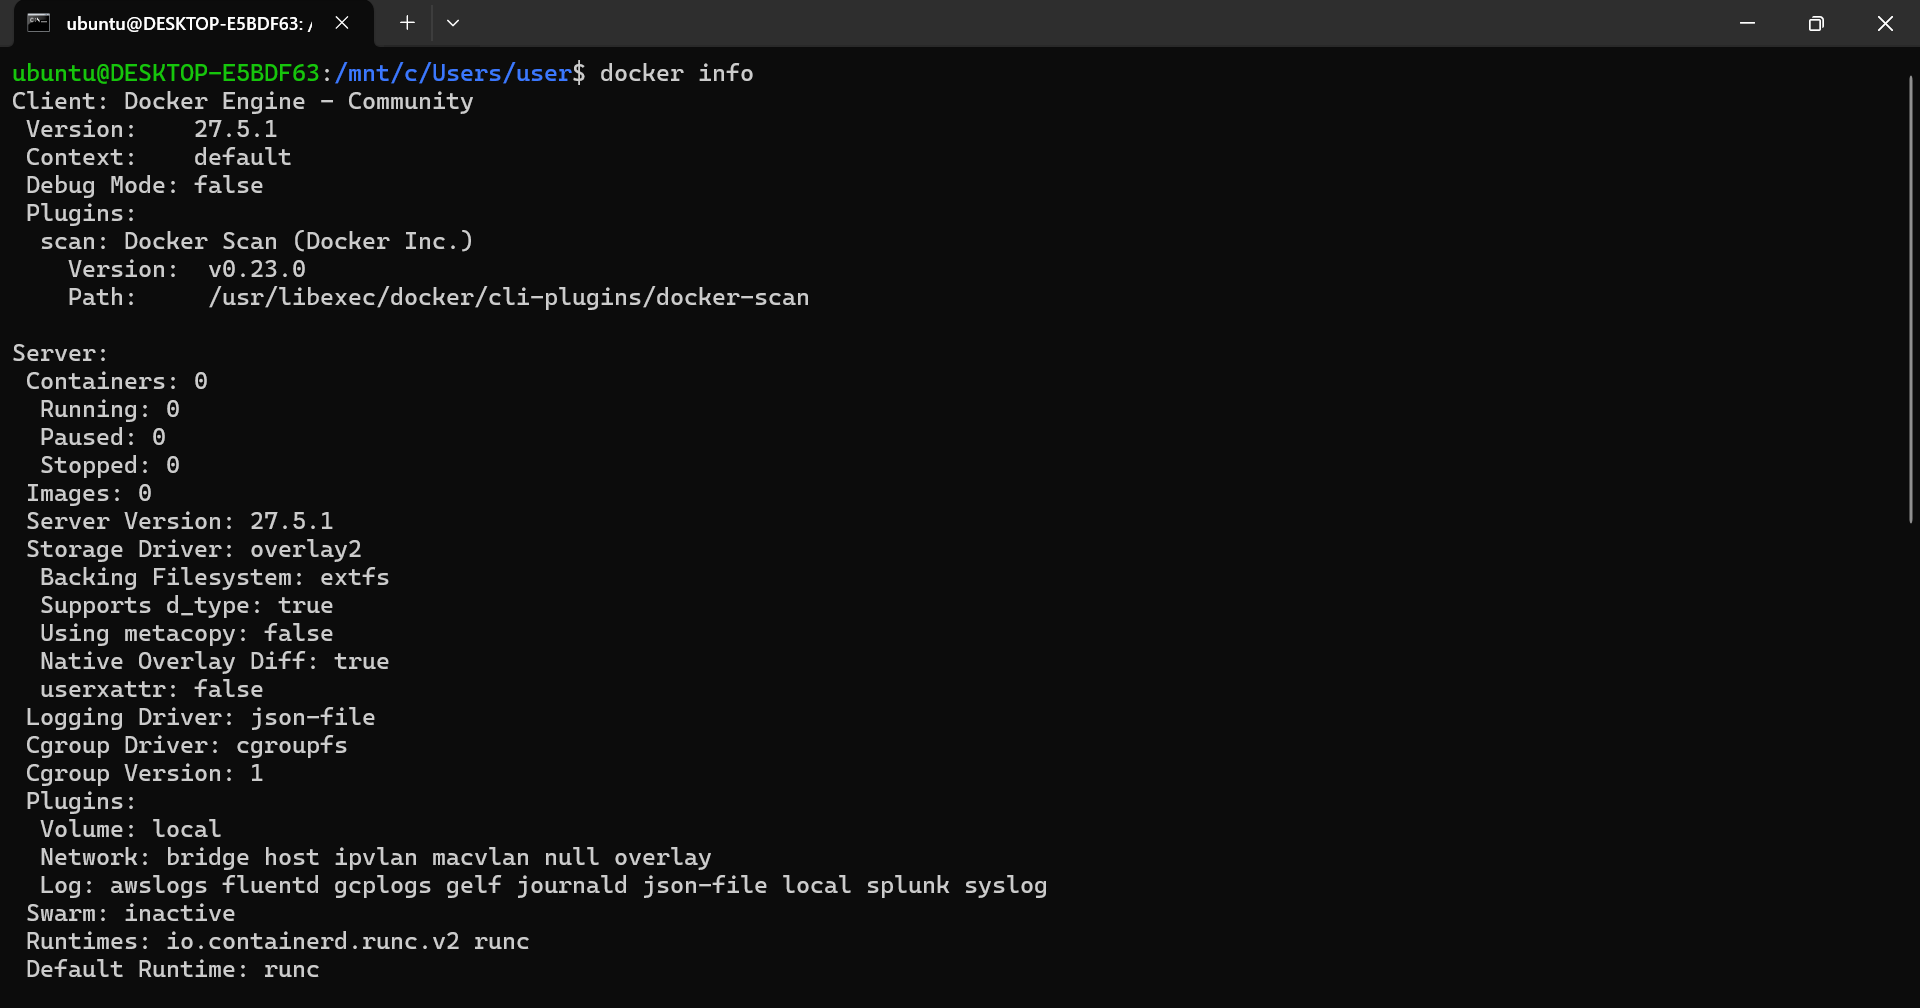 ubuntu@DESKTOP-E5BDF63: /
ubuntu@DESKTOP-E5BDF63:/mnt/c/Users/user$ docker info
Client: Docker Engine - Community
 Version:    27.5.1
 Context:    default
 Debug Mode: false
 Plugins:
  scan: Docker Scan (Docker Inc.)
    Version:  v0.23.0
    Path:     /usr/libexec/docker/cli-plugins/docker-scan

Server:
 Containers: 0
  Running: 0
  Paused: 0
  Stopped: 0
 Images: 0
 Server Version: 27.5.1
 Storage Driver: overlay2
  Backing Filesystem: extfs
  Supports d_type: true
  Using metacopy: false
  Native Overlay Diff: true
  userxattr: false
 Logging Driver: json-file
 Cgroup Driver: cgroupfs
 Cgroup Version: 1
 Plugins:
  Volume: local
  Network: bridge host ipvlan macvlan null overlay
  Log: awslogs fluentd gcplogs gelf journald json-file local splunk syslog
 Swarm: inactive
 Runtimes: io.containerd.runc.v2 runc
 Default Runtime: runc